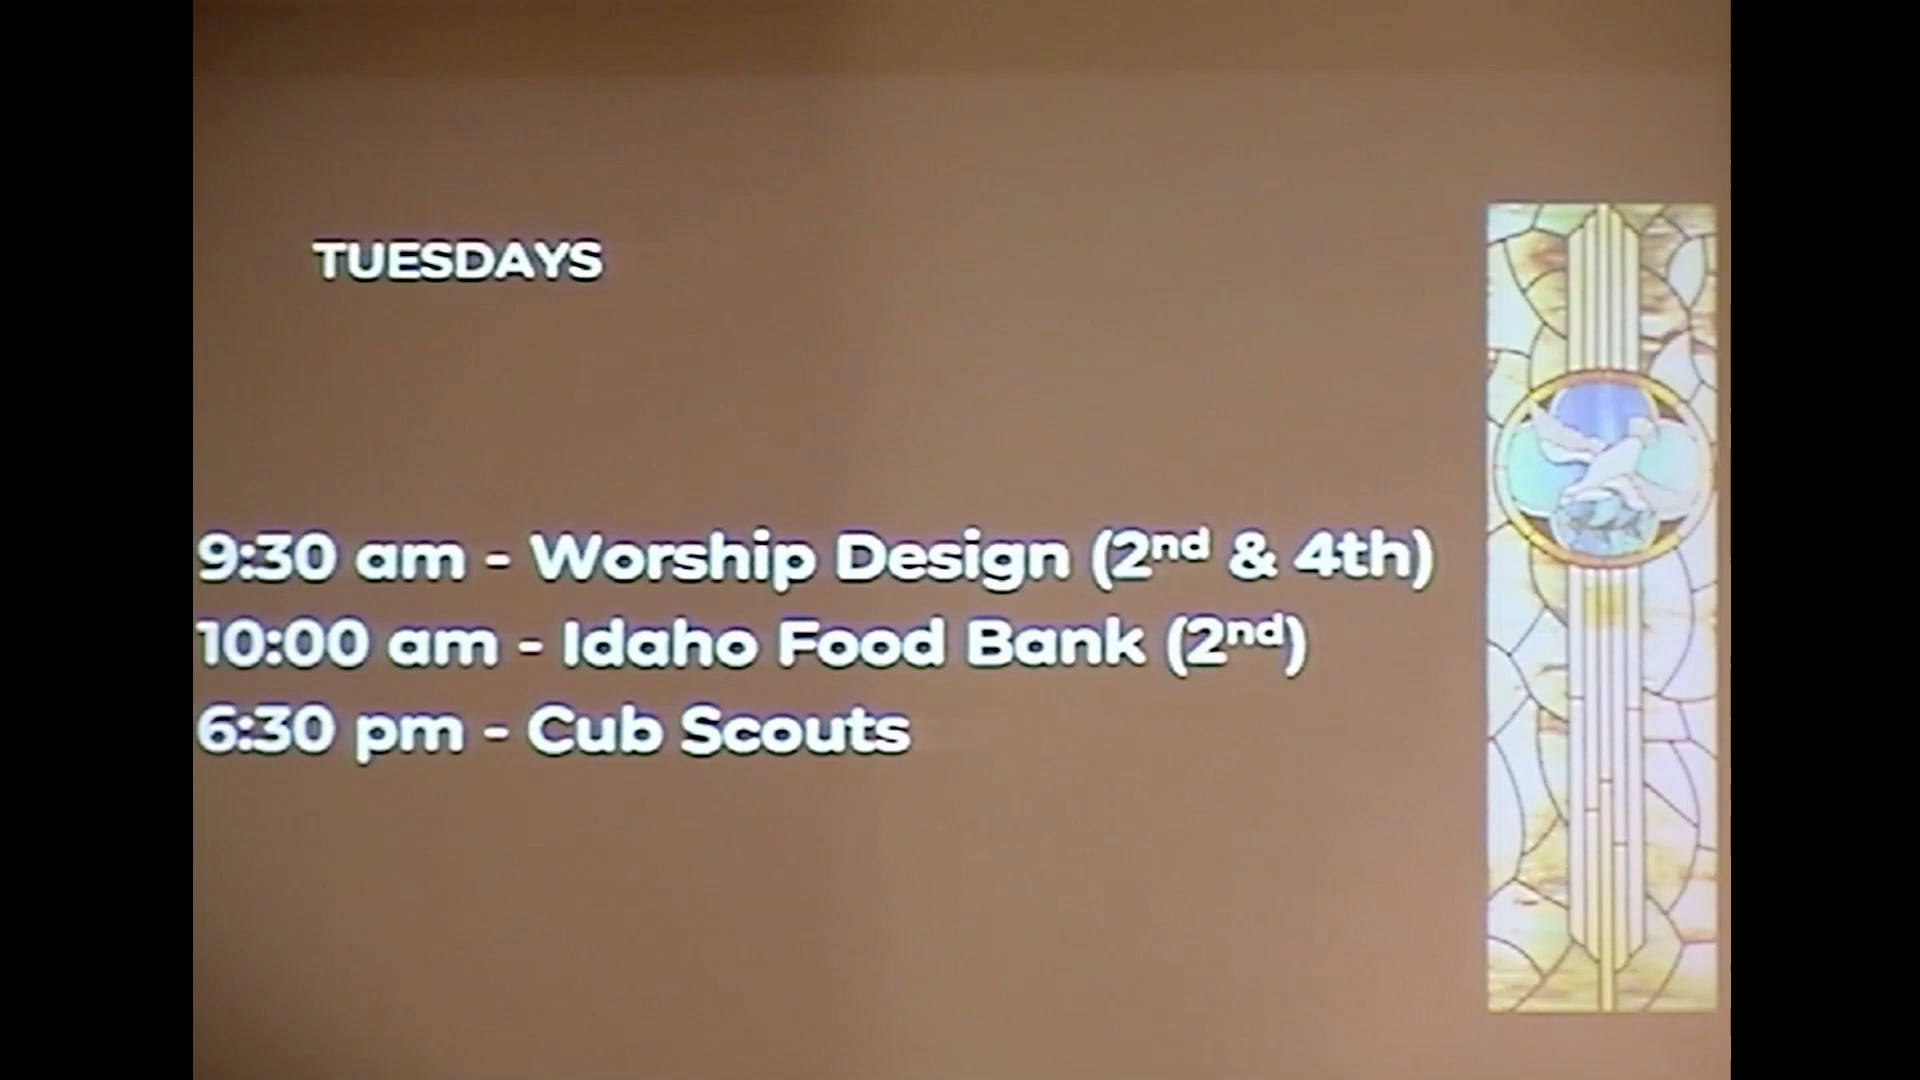 TUESDAYS
9:30 am - Worship Design (2nd & 4th)
10:00 am - Idaho Food Bank (2nd)
6:30 pm - Cub Scouts